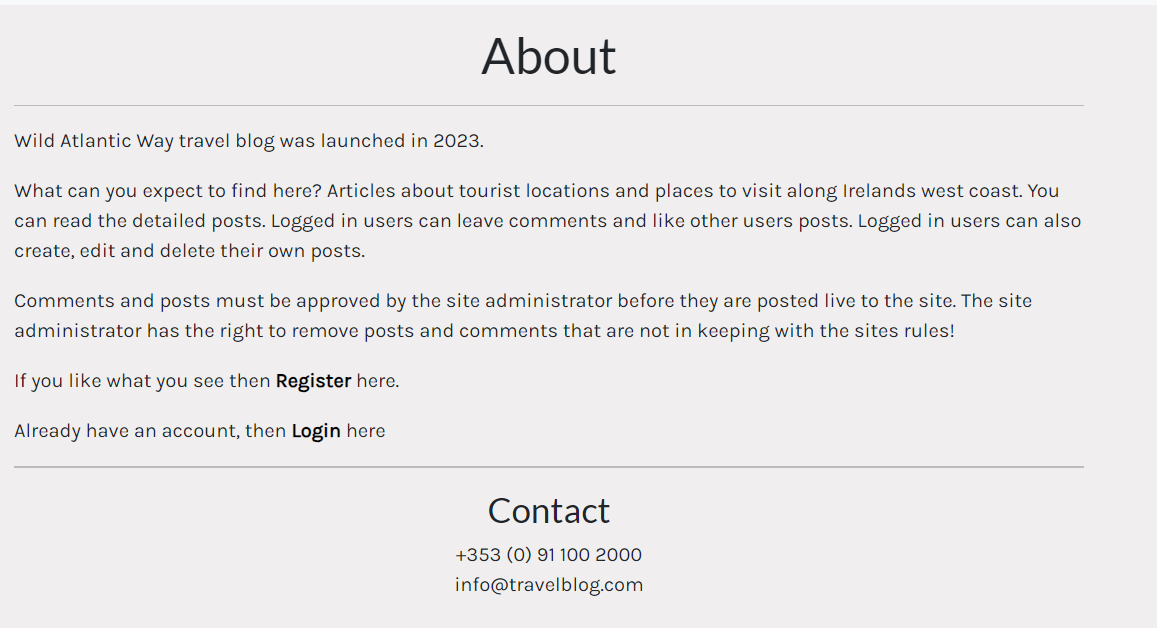 About
Wild Atlantic Way travel blog was launched in 2023.
What can you expect to find here? Articles about tourist locations and places to visit along Irelands west coast. You
can read the detailed posts. Logged in users can leave comments and like other users posts. Logged in users can also
create, edit and delete their own posts.
Comments and posts must be approved by the site administrator before they are posted live to the site. The site
administrator has the right to remove posts and comments that are not in keeping with the sites rules!
If you like what you see then Register here.
Already have an account, then Login here
Contact
+353 (0) 91 100 2000
info@travelblog.com